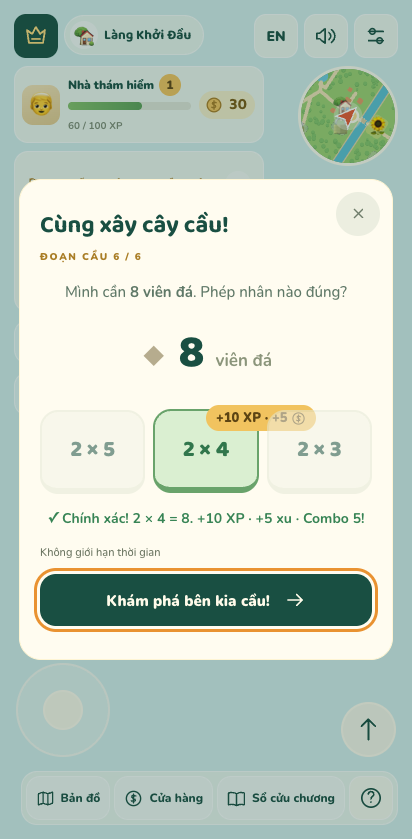 Làng Khởi Đầu
EN
Nhà thám hiểm 1
30
60 / 100 XP
Cùng xây cây cầu!
×
ĐOẠN CẦU 6 / 6
Mình cần 8 viên đá. Phép nhân nào đúng?
8 viên đá
+10 XP · +5
2 × 5
2 × 4
2 × 3
✓ Chính xác! 2 × 4 = 8. +10 XP · +5 xu · Combo 5!
Không giới hạn thời gian
Khám phá bên kia cầu! →
Bản đồ
Cửa hàng
Sổ cửu chương
?